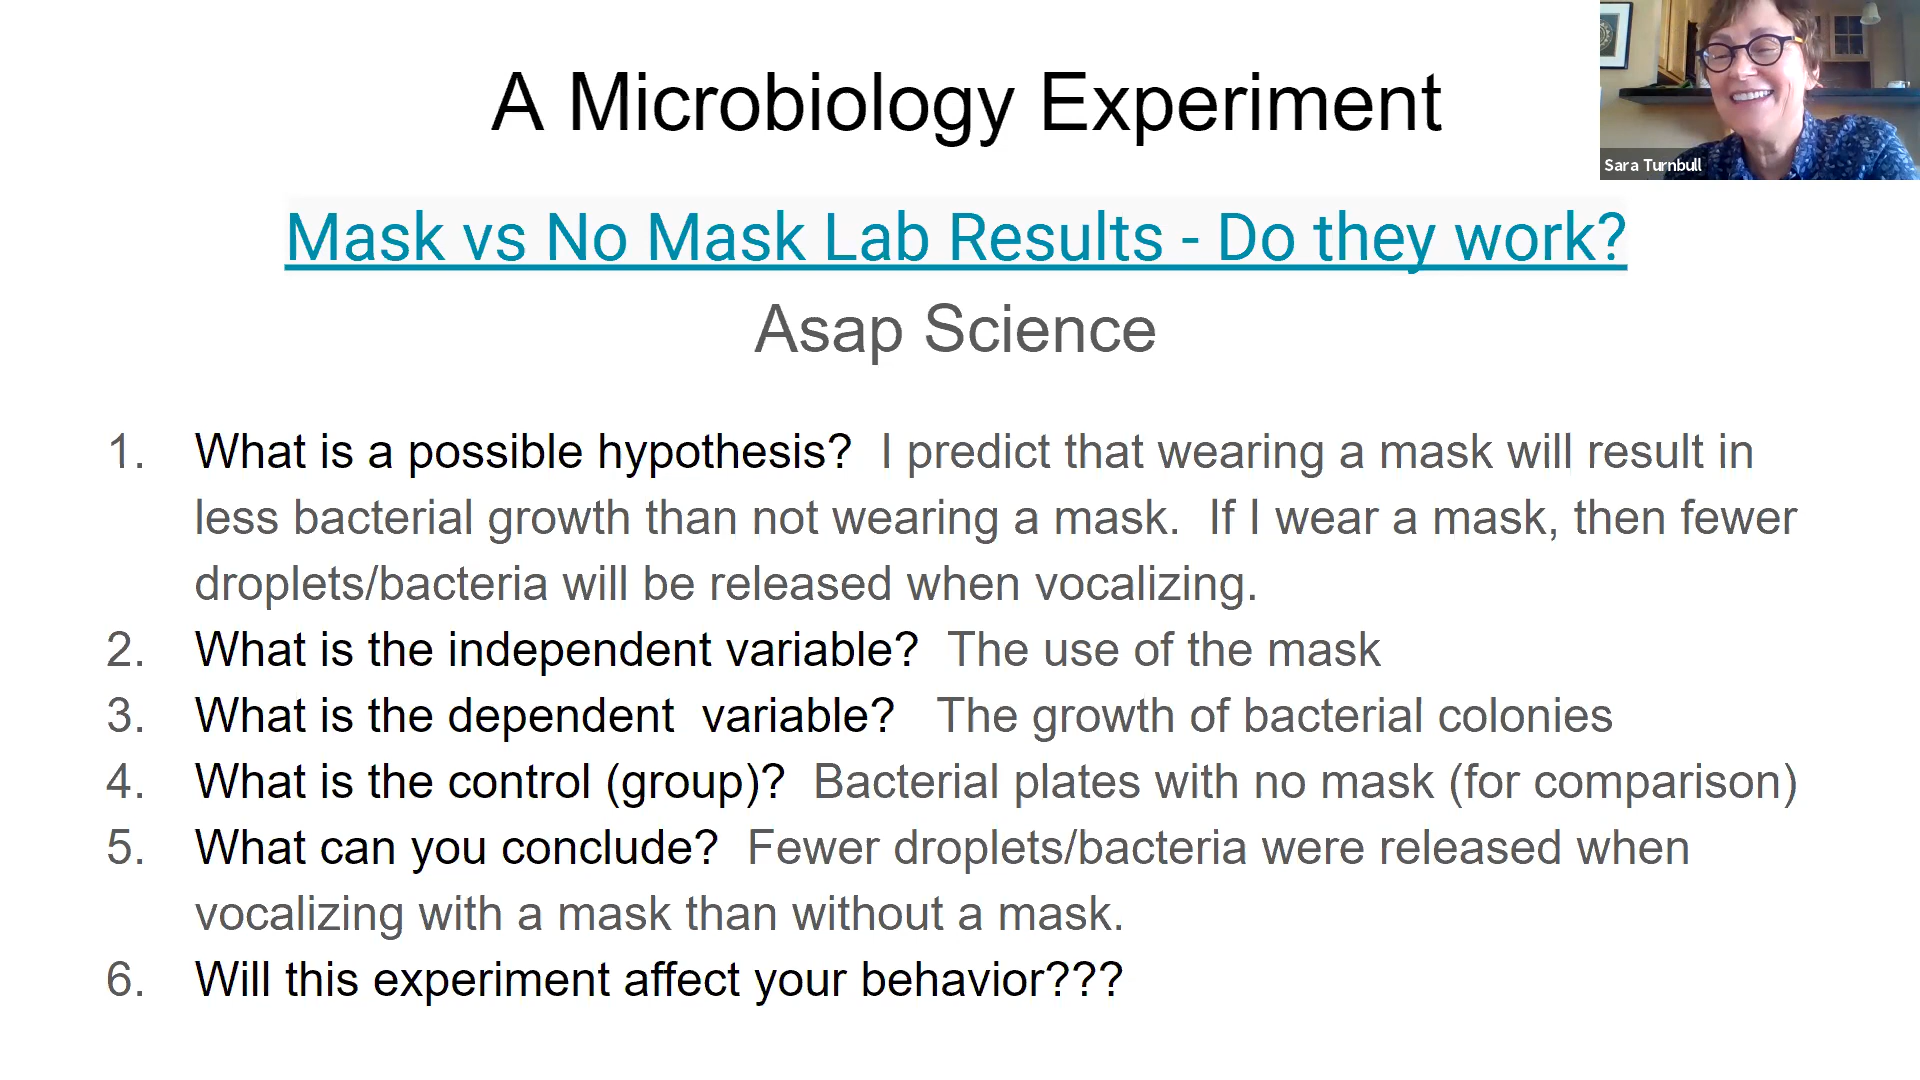 A Microbiology Experiment
Sara Turnbull
Mask vs No Mask Lab Results - Do they work?
Asap Science
1. What is a possible hypothesis?  I predict that wearing a mask will result in
less bacterial growth than not wearing a mask.  If I wear a mask, then fewer
droplets/bacteria will be released when vocalizing.
2. What is the independent variable?  The use of the mask
3. What is the dependent  variable?   The growth of bacterial colonies
4. What is the control (group)?  Bacterial plates with no mask (for comparison)
5. What can you conclude?  Fewer droplets/bacteria were released when
vocalizing with a mask than without a mask.
6. Will this experiment affect your behavior???